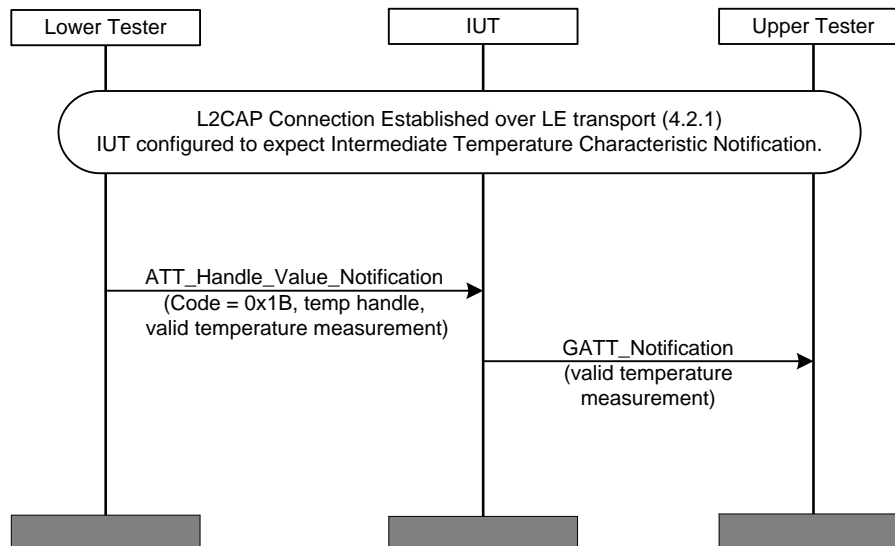 Lower Tester
IUT
Upper Tester
L2CAP Connection Established over LE transport (4.2.1)
IUT configured to expect Intermediate Temperature Characteristic Notification.
ATT_Handle_Value_Notification
(Code = 0x1B, temp handle,
valid temperature measurement)
GATT_Notification
(valid temperature
measurement)